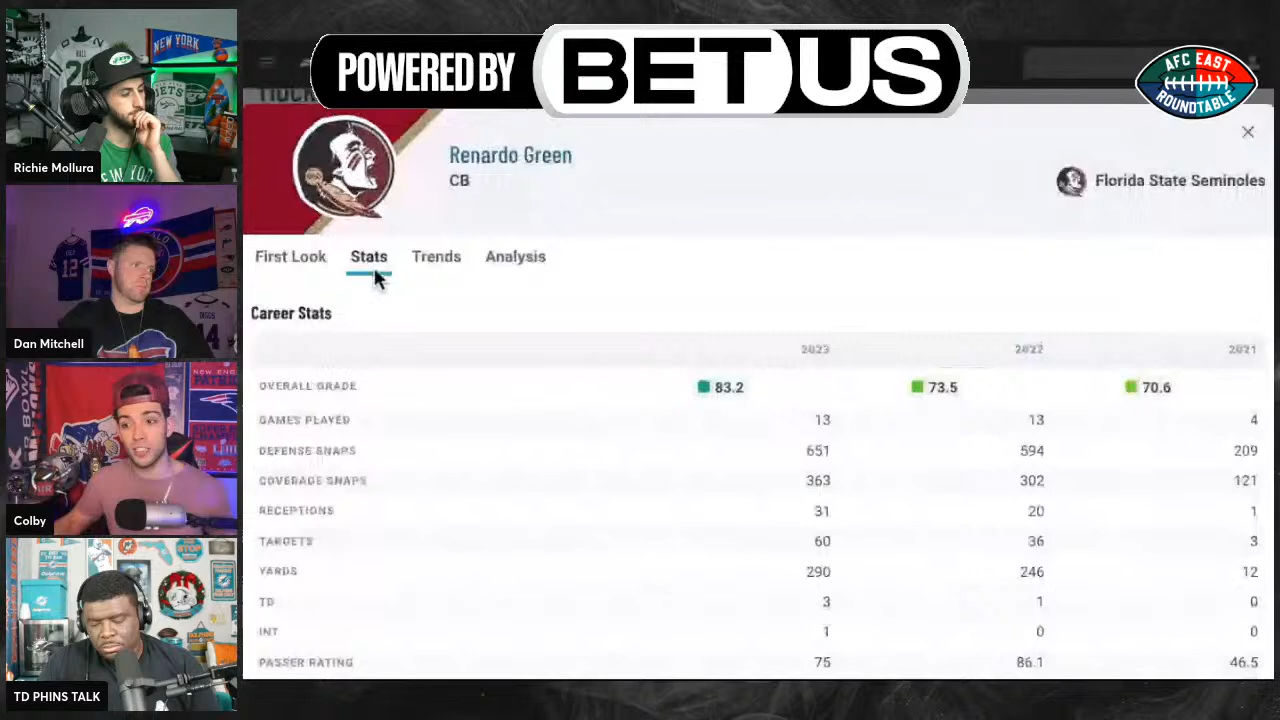 POWERED BY BETUS
AFC EAST
ROUNDTABLE
NEW YORK
Richie Mollura
12
Dan Mitchell
Colby
TD PHINS TALK
Renardo Green
CB
Florida State Seminoles
First Look Stats Trends Analysis
Career Stats
2023 2022 2021
OVERALL GRADE 83.2 73.5 70.6
GAMES PLAYED 13 13 4
DEFENSE SNAPS 651 594 209
COVERAGE SNAPS 363 302 121
RECEPTIONS 31 20 1
TARGETS 60 36 3
YARDS 290 246 12
TD 3 1 0
INT 1 0 0
PASSER RATING 75 86.1 46.5